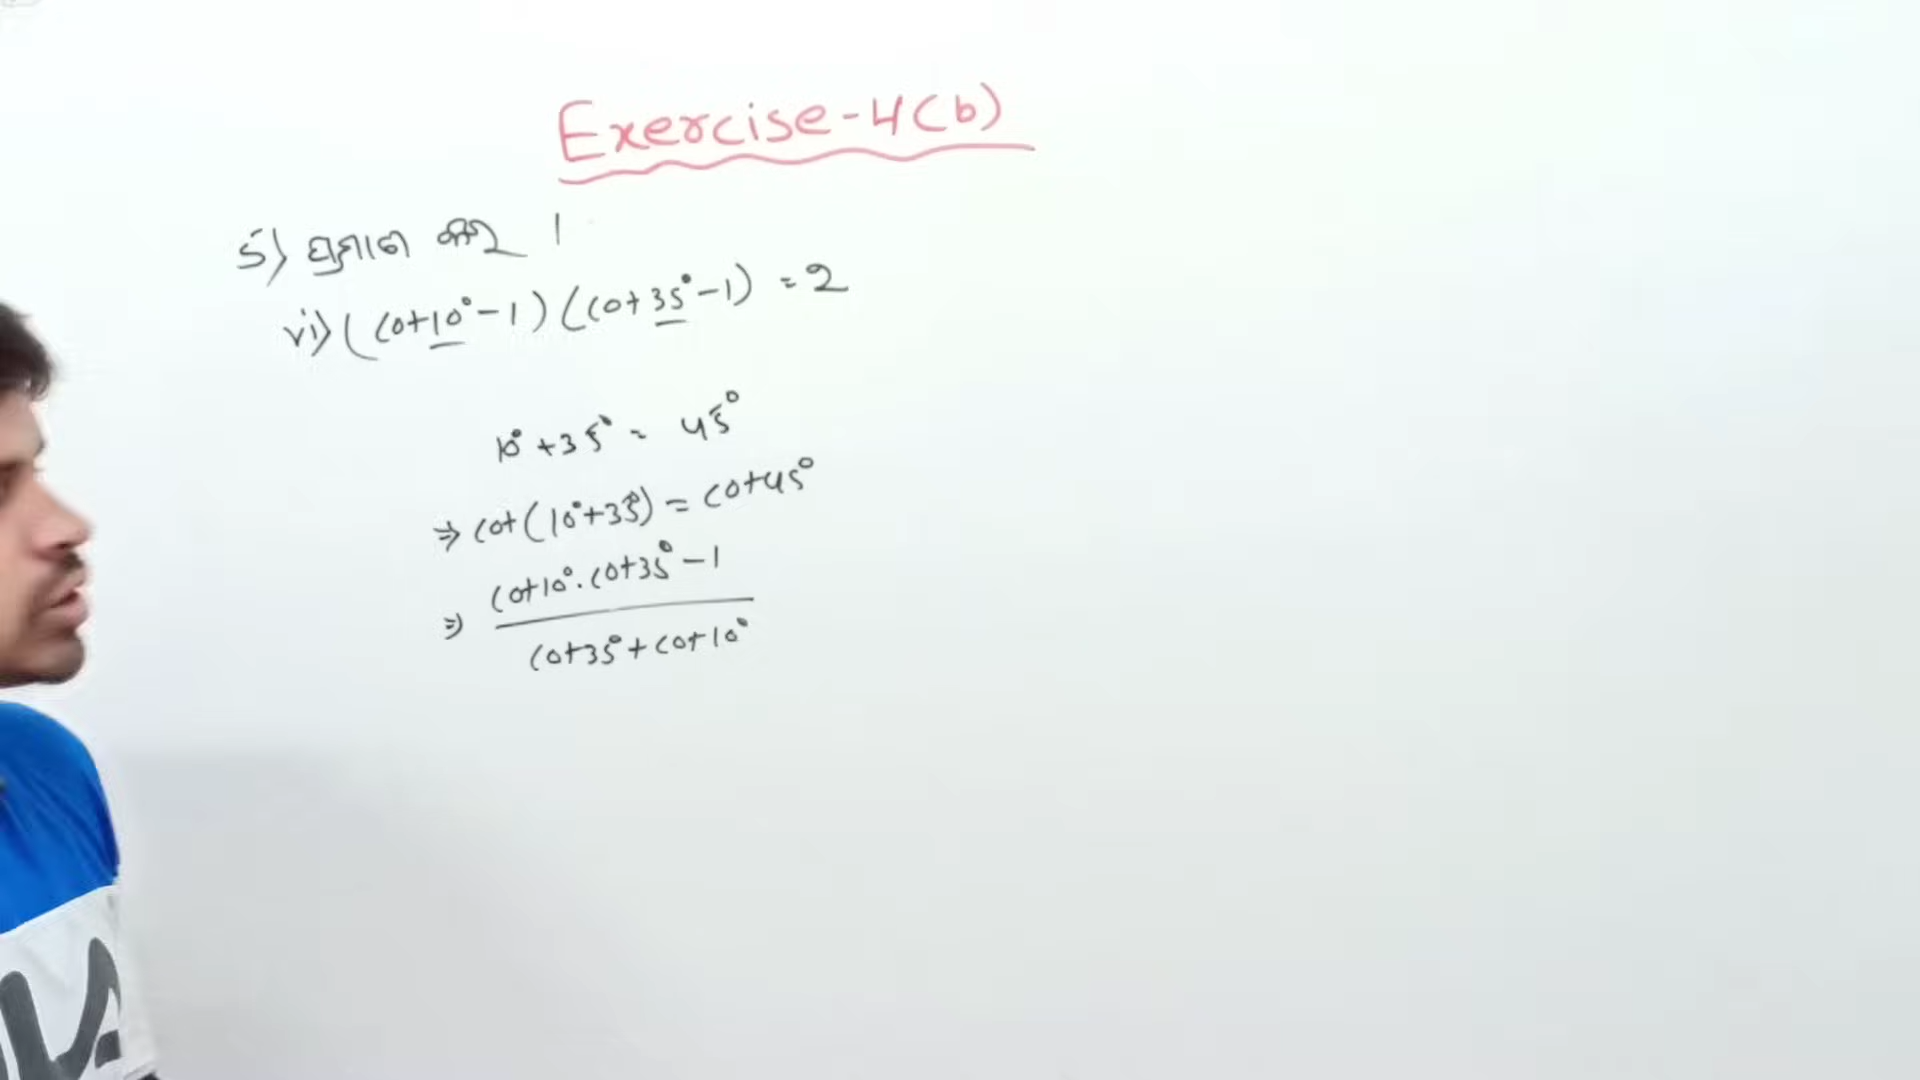 Exercise-4(b)
5) ପ୍ରମାଣ କର ।
vi) (cot10°-1)(cot35°-1) = 2
10°+35° = 45°
⇒ cot(10°+35°) = cot45°
⇒ cot10°.cot35°-1
cot35°+cot10°